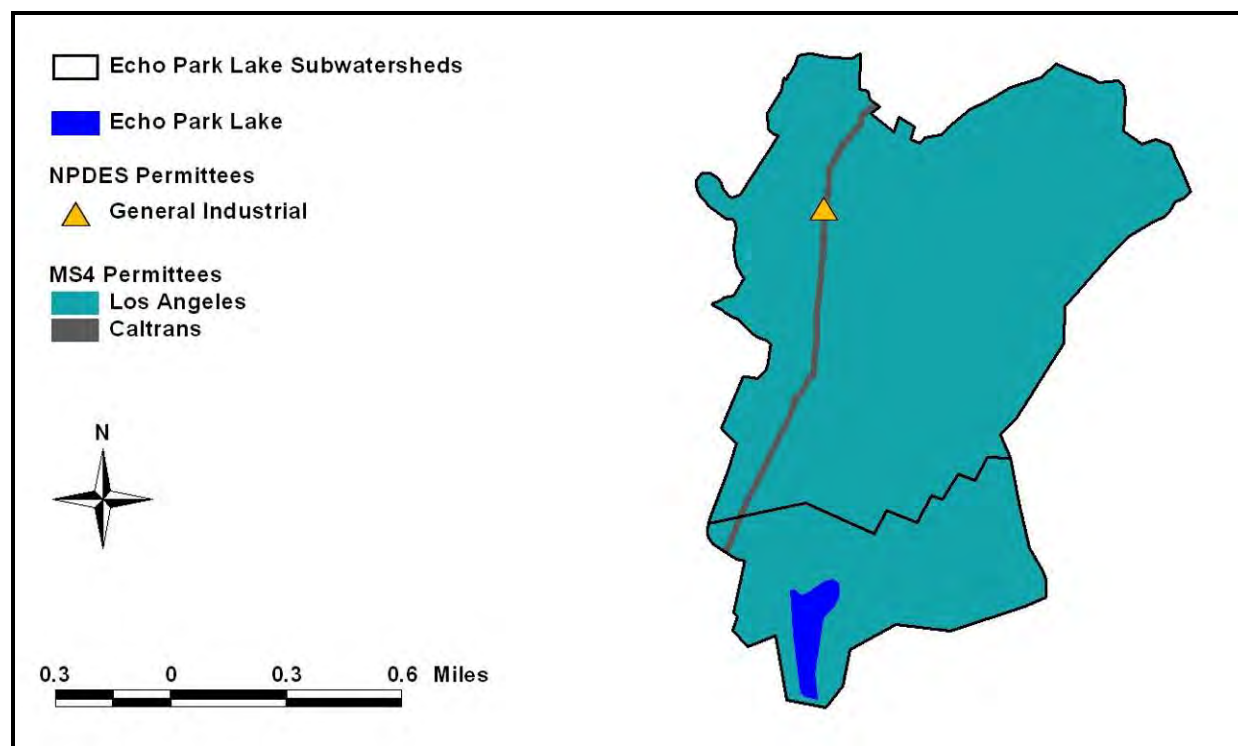 Echo Park Lake Subwatersheds
Echo Park Lake
NPDES Permittees
General Industrial
MS4 Permittees
Los Angeles
Caltrans
N
0.3 0 0.3 0.6 Miles